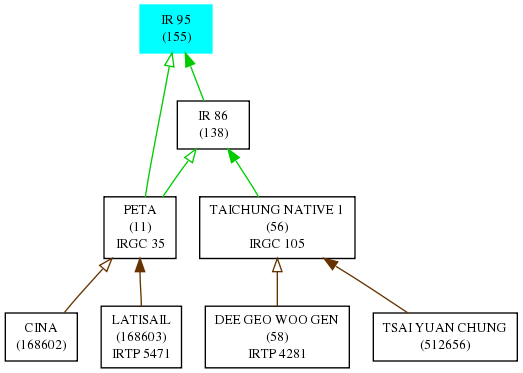 IR 95
(155)
IR 86
(138)
PETA
(11)
IRGC 35
TAICHUNG NATIVE 1
(56)
IRGC 105
CINA
(168602)
LATISAIL
(168603)
IRTP 5471
DEE GEO WOO GEN
(58)
IRTP 4281
TSAI YUAN CHUNG
(512656)